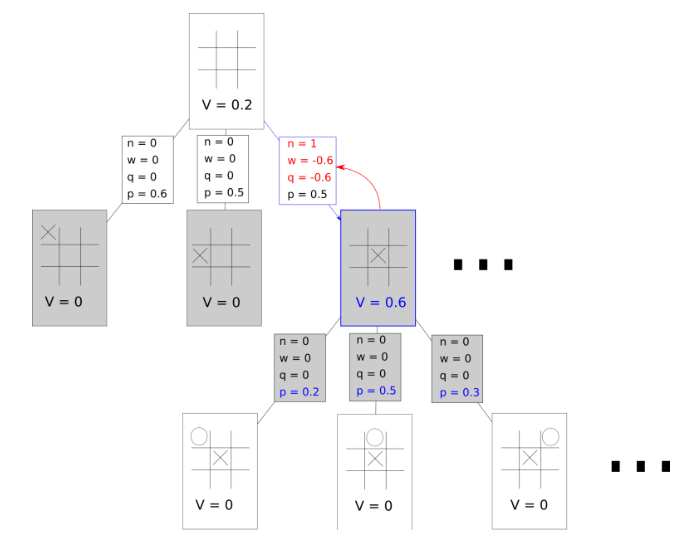 V = 0.2
n = 0
w = 0
q = 0
p = 0.6
n = 0
w = 0
q = 0
p = 0.5
n = 1
w = -0.6
q = -0.6
p = 0.5
V = 0
V = 0
V = 0.6
n = 0
w = 0
q = 0
p = 0.2
n = 0
w = 0
q = 0
p = 0.5
n = 0
w = 0
q = 0
p = 0.3
V = 0
V = 0
V = 0